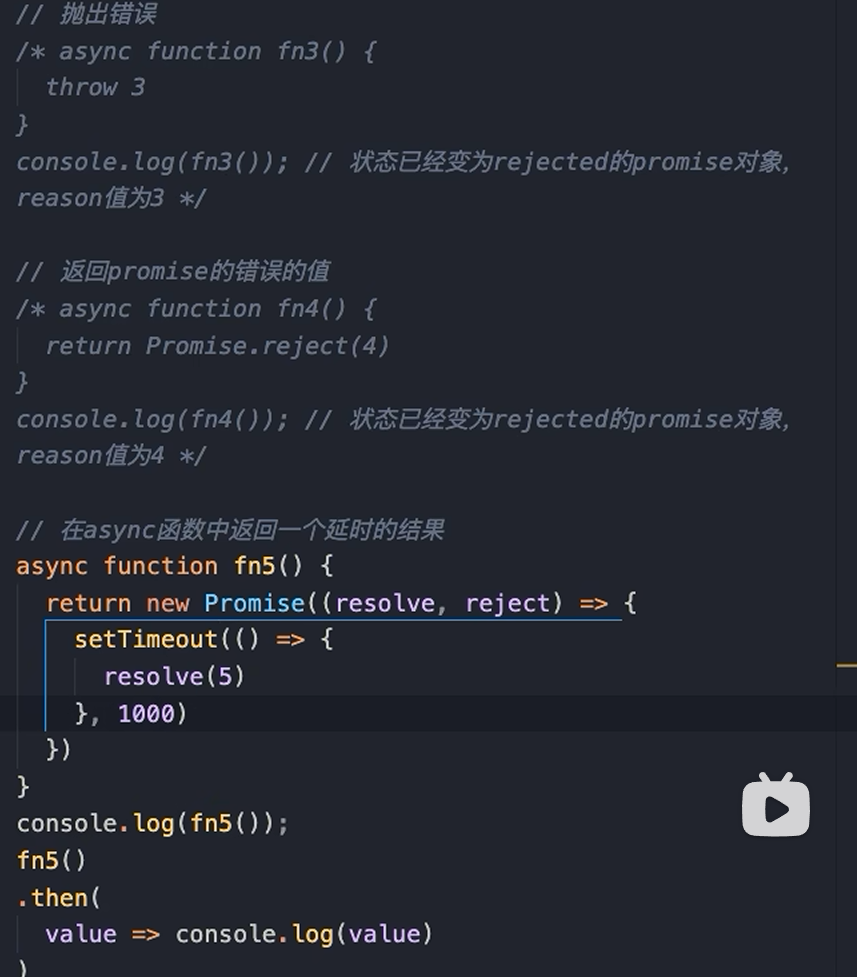 // 抛出错误
/* async function fn3() {
throw 3
}
console.log(fn3()); // 状态已经变为rejected的promise对象,
reason值为3 */
// 返回promise的错误的值
/* async function fn4() {
return Promise.reject(4)
}
console.log(fn4()); // 状态已经变为rejected的promise对象,
reason值为4 */
// 在async函数中返回一个延时的结果
async function fn5() {
return new Promise((resolve, reject) => {
setTimeout(() => {
resolve(5)
}, 1000)
})
}
console.log(fn5());
fn5()
.then(
value => console.log(value)
)